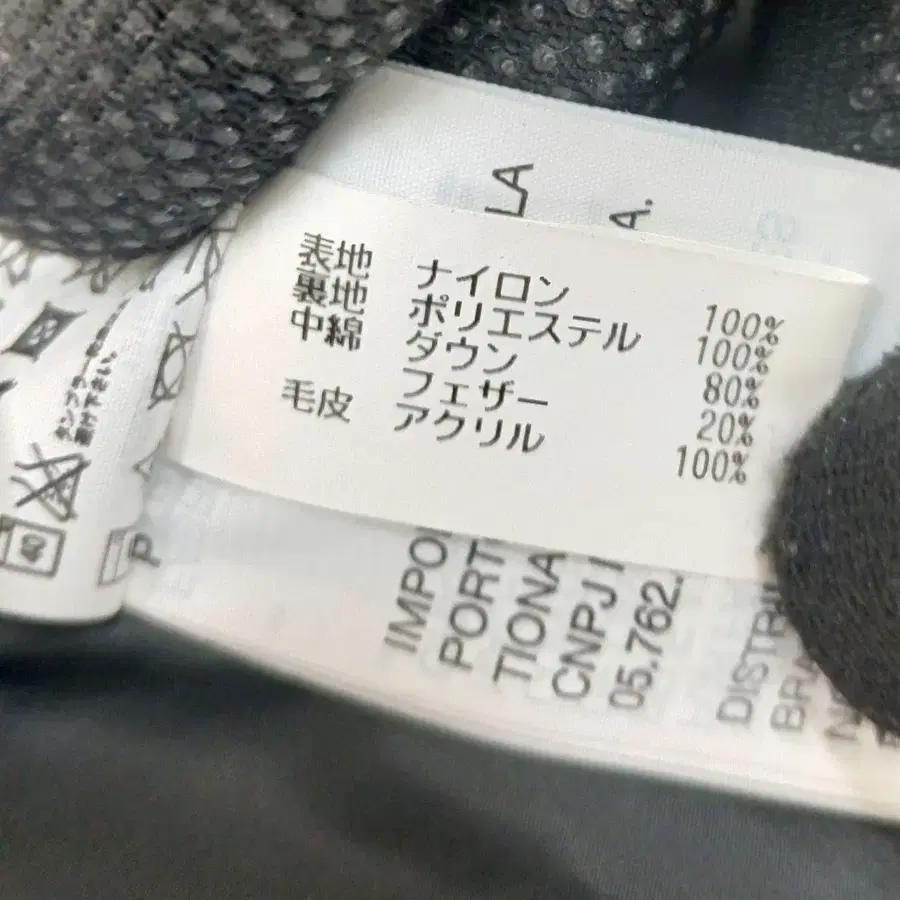 LA
A.
表地 ナイロン 100%
裏地 ポリエステル 100%
中綿 ダウン 80%
フェザー 20%
毛皮 アクリル 100%
40
P
IMPO
PORT
TIONA
CNPJ
05.762.
DISTRI
BRA